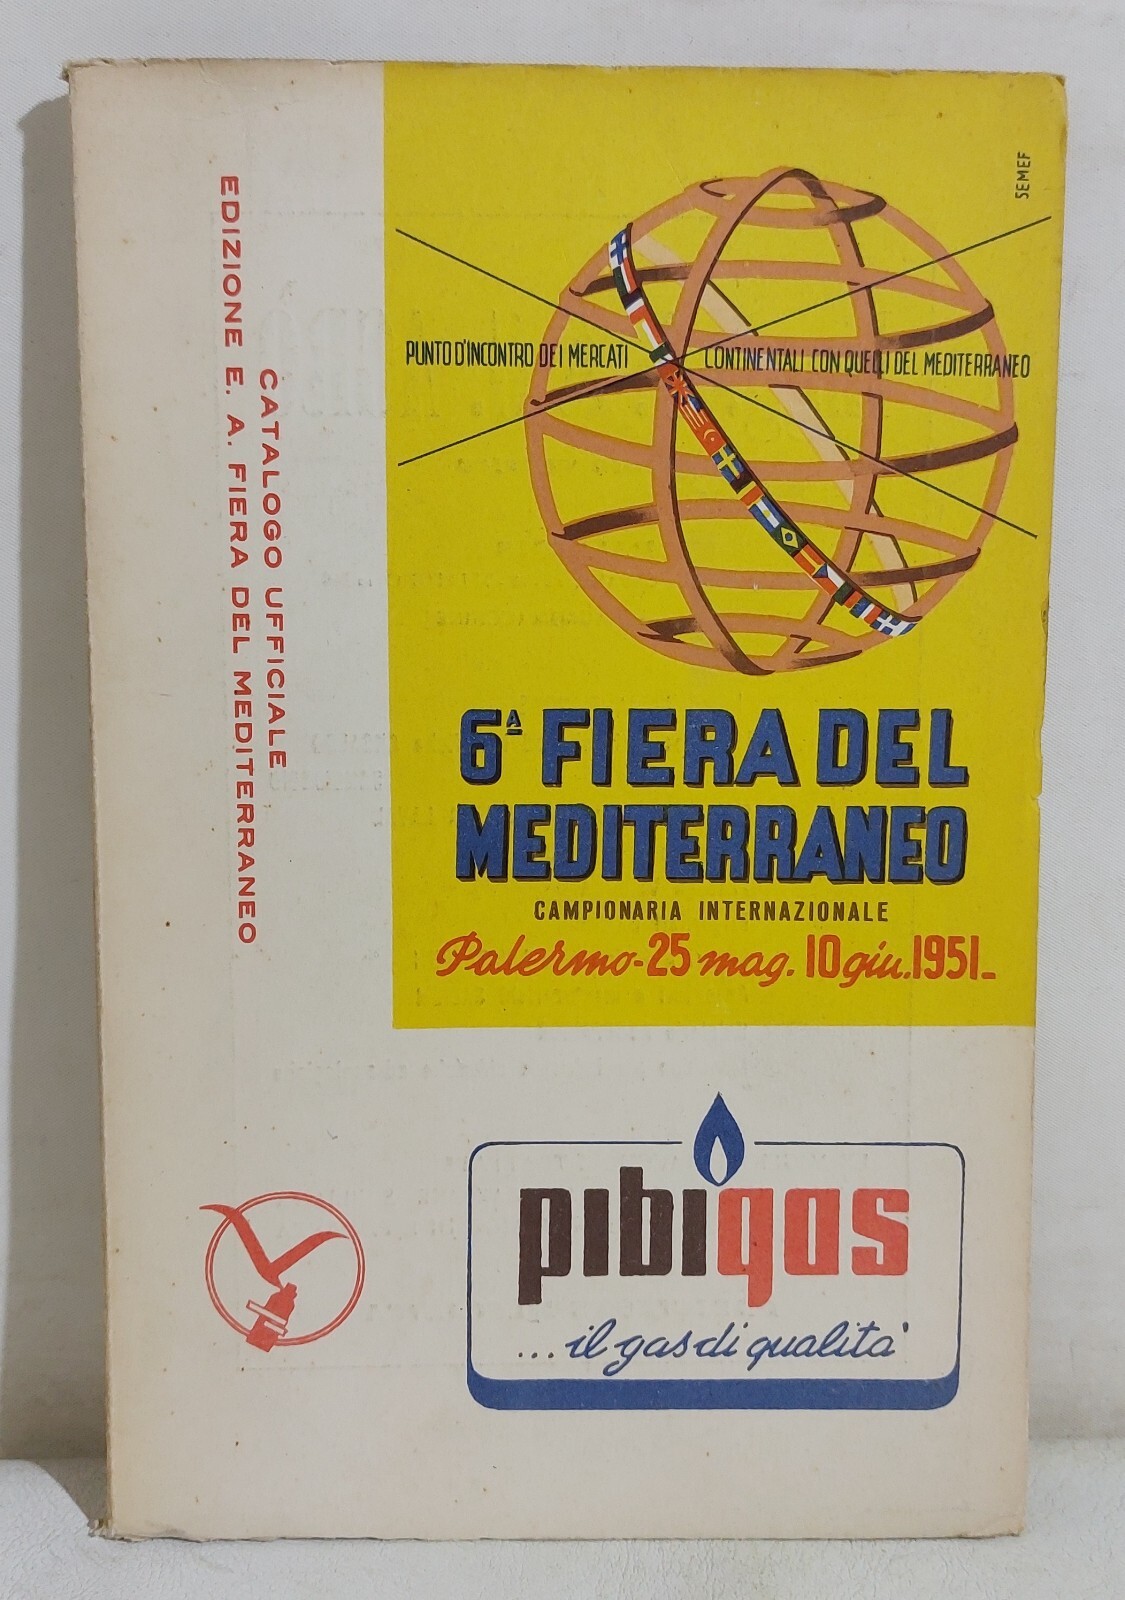 SEMEF
PUNTO D'INCONTRO DEI MERCATI CONTINENTALI CON QUELLI DEL MEDITERRANEO
6ª FIERA DEL
MEDITERRANEO
CAMPIONARIA INTERNAZIONALE
Palermo-25 mag. 10 giu. 1951-
CATALOGO UFFICIALE
EDIZIONE E. A. FIERA DEL MEDITERRANEO
pibigas
... il gas di qualità